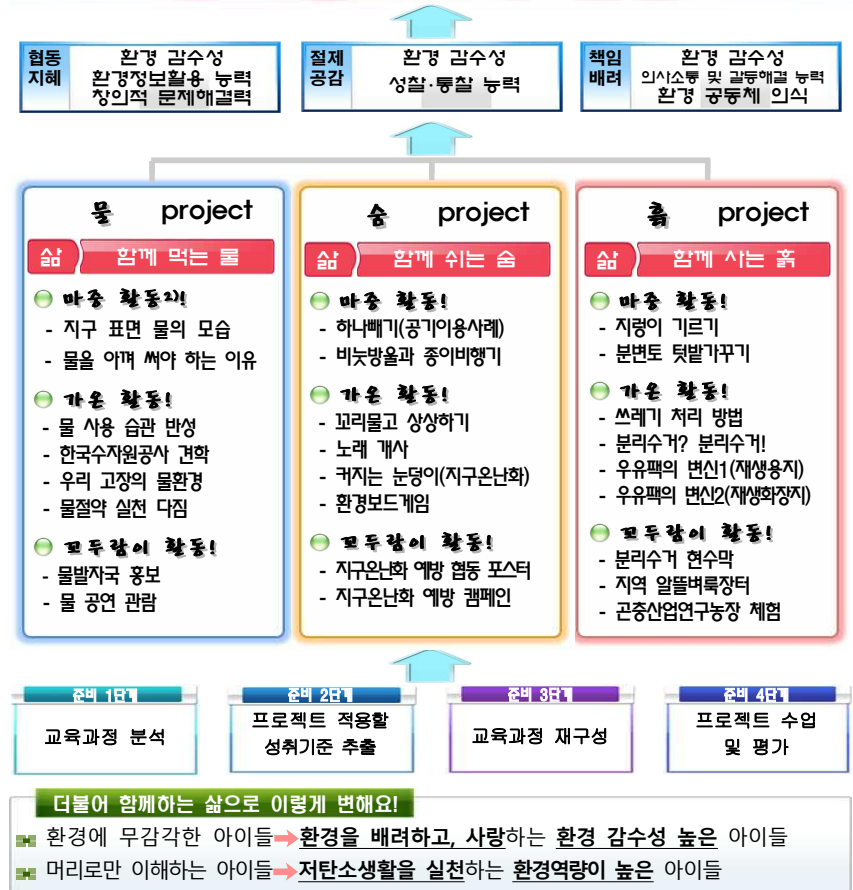 협동
지혜
환경 감수성
환경정보활용 능력
창의적 문제해결력
절제
공감
환경 감수성
성찰·통찰 능력
책임
배려
환경 감수성
의사소통 및 갈등해결 능력
환경 공동체 의식
물 project
삶 함께 먹는 물
마중 활동2)!
- 지구 표면 물의 모습
- 물을 아껴 써야 하는 이유
가온 활동!
- 물 사용 습관 반성
- 한국수자원공사 견학
- 우리 고장의 물환경
- 물절약 실천 다짐
꼬두람이 활동!
- 물발자국 홍보
- 물 공연 관람
숨 project
삶 함께 쉬는 숨
마중 활동!
- 하나빼기(공기이용사례)
- 비눗방울과 종이비행기
가온 활동!
- 꼬리물고 상상하기
- 노래 개사
- 커지는 눈덩이(지구온난화)
- 환경보드게임
꼬두람이 활동!
- 지구온난화 예방 협동 포스터
- 지구온난화 예방 캠페인
흙 project
삶 함께 사는 흙
마중 활동!
- 지렁이 기르기
- 분변토 텃밭가꾸기
가온 활동!
- 쓰레기 처리 방법
- 분리수거? 분리수거!
- 우유팩의 변신1(재생용지)
- 우유팩의 변신2(재생화장지)
꼬두람이 활동!
- 분리수거 현수막
- 지역 알뜰벼룩장터
- 곤충산업연구농장 체험
준비 1단계
교육과정 분석
준비 2단계
프로젝트 적용할
성취기준 추출
준비 3단계
교육과정 재구성
준비 4단계
프로젝트 수업
및 평가
더불어 함께하는 삶으로 이렇게 변해요!
환경에 무감각한 아이들➡환경을 배려하고, 사랑하는 환경 감수성 높은 아이들
머리로만 이해하는 아이들➡저탄소생활을 실천하는 환경역량이 높은 아이들